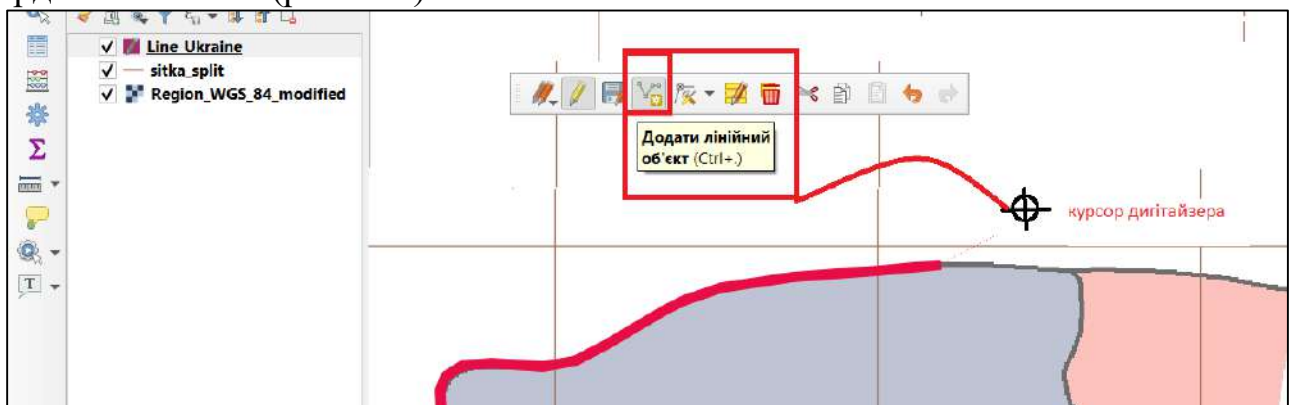 Line Ukraine
sitka_split
Region_WGS_84_modified
Додати лінійний
об'єкт (Ctrl+.)
курсор дигітайзера
Σ
T